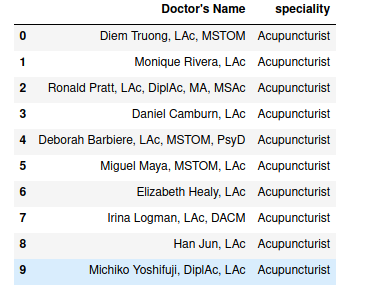 Doctor's Name speciality
0 Diem Truong, LAc, MSTOM Acupuncturist
1 Monique Rivera, LAc Acupuncturist
2 Ronald Pratt, LAc, DiplAc, MA, MSAc Acupuncturist
3 Daniel Camburn, LAc Acupuncturist
4 Deborah Barbiere, LAc, MSTOM, PsyD Acupuncturist
5 Miguel Maya, MSTOM, LAc Acupuncturist
6 Elizabeth Healy, LAc Acupuncturist
7 Irina Logman, LAc, DACM Acupuncturist
8 Han Jun, LAc Acupuncturist
9 Michiko Yoshifuji, DiplAc, LAc Acupuncturist